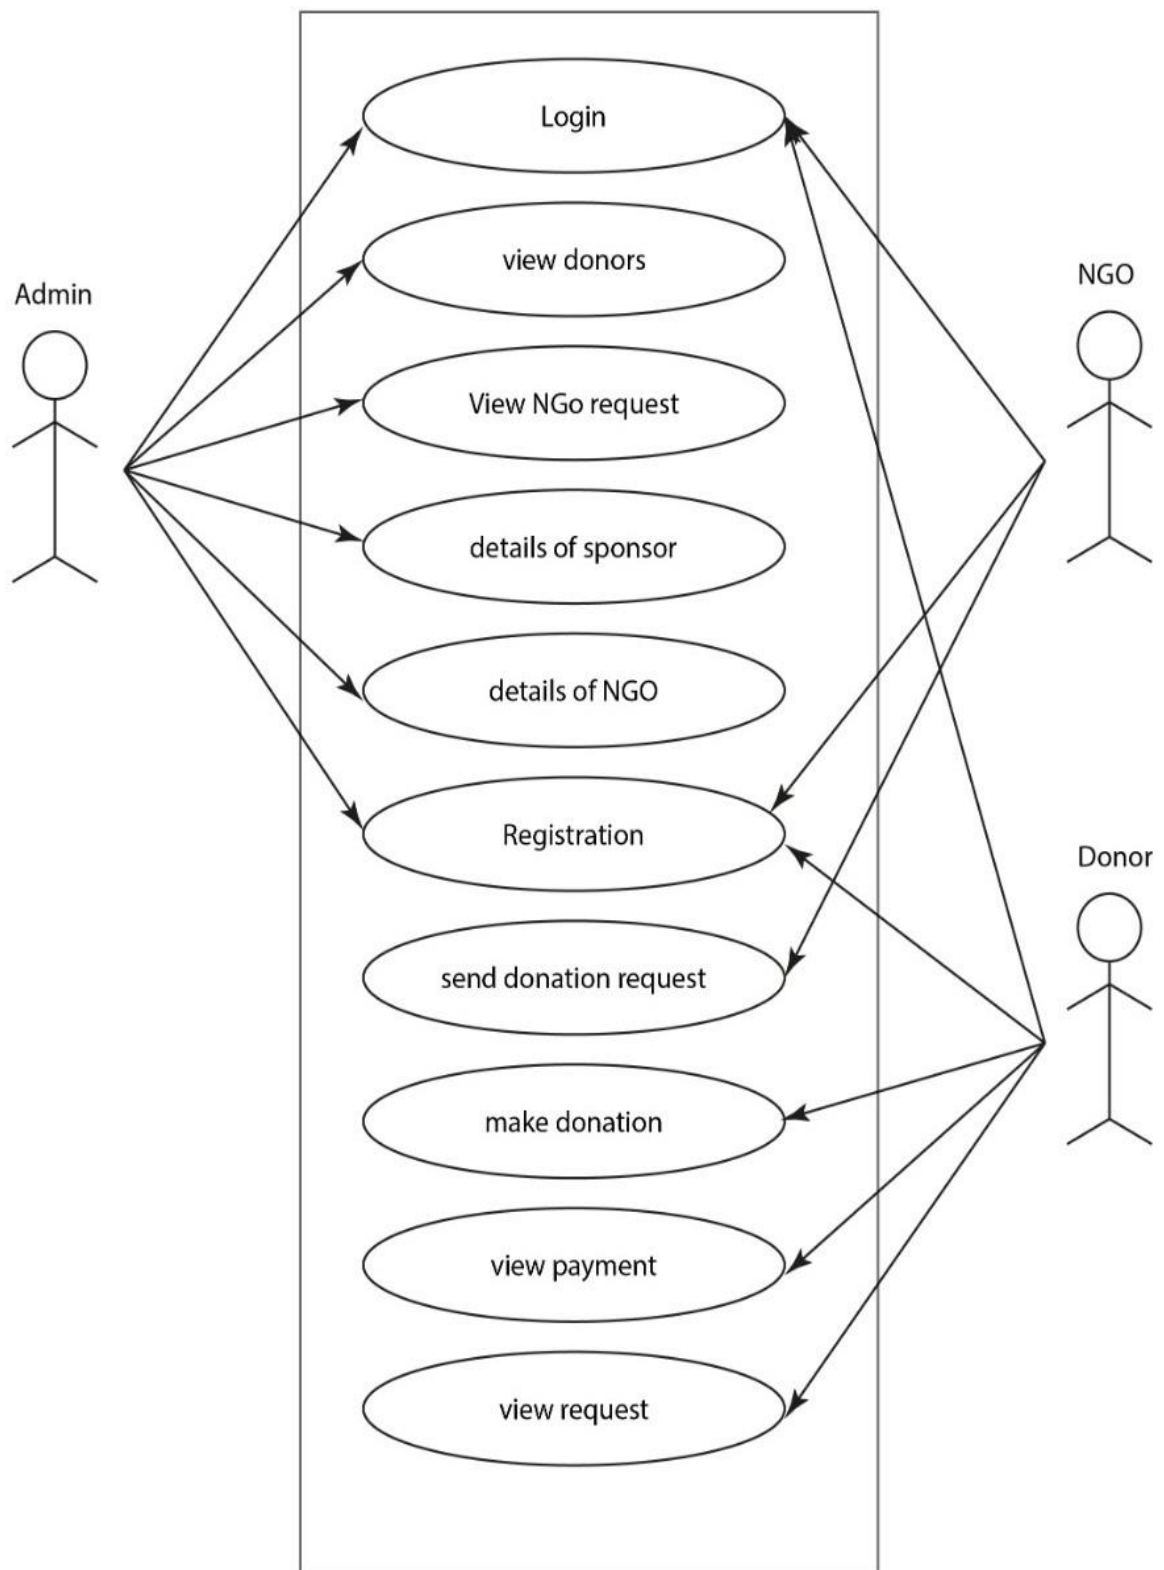 Login
view donors
Admin
NGO
View NGo request
details of sponsor
details of NGO
Registration
Donor
send donation request
make donation
view payment
view request